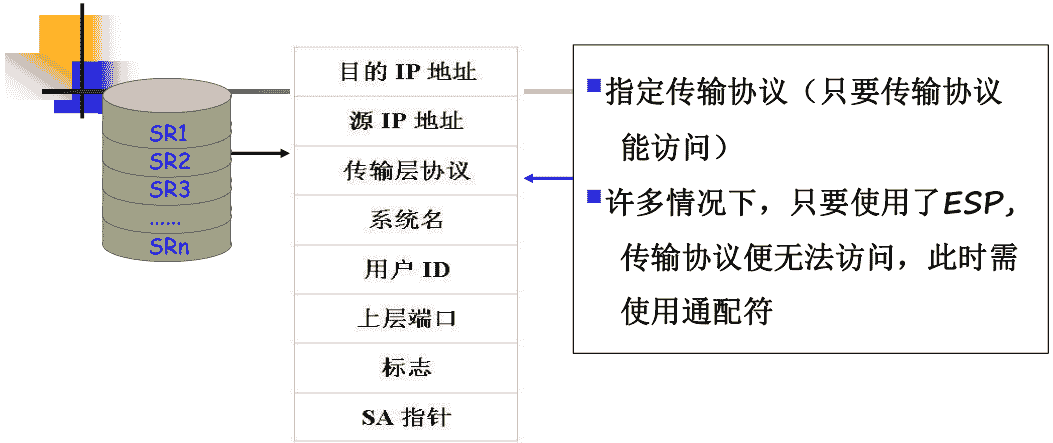 SR1
SR2
SR3
......
SRn
目的 IP 地址
源 IP 地址
传输层协议
系统名
用户 ID
上层端口
标志
SA 指针
指定传输协议（只要传输协议
能访问）
许多情况下，只要使用了ESP,
传输协议便无法访问，此时需
使用通配符